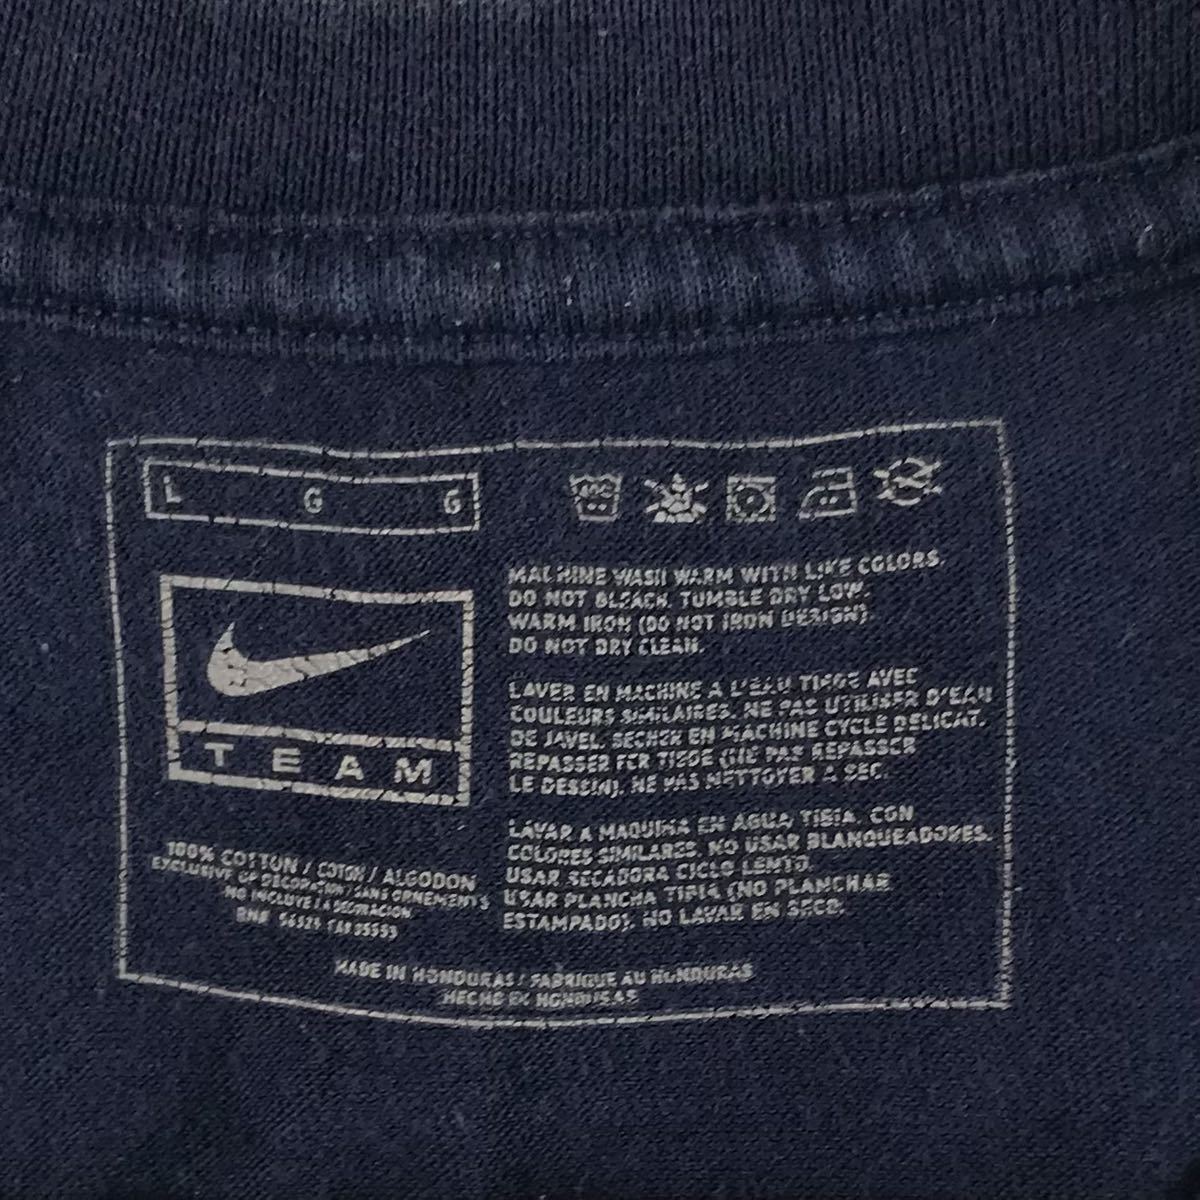 L G G
TEAM
100% COTTON / COTON / ALGODON
EXCLUSIVE OF DECORATION / SANS ORNEMENTS
NO INCLUYE LA DECORACION
RN# 56323 CA#
MACHINE WASH WARM WITH LIKE COLORS.
DO NOT BLEACH. TUMBLE DRY LOW.
WARM IRON (DO NOT IRON DESIGN).
DO NOT DRY CLEAN.
LAVER EN MACHINE A L'EAU TIEDE AVEC
COULEURS SIMILAIRES. NE PAS UTILISER D'EAU
DE JAVEL. SECHER EN MACHINE CYCLE DELICAT.
REPASSER FER TIEDE (NE PAS REPASSER
LE DESSIN). NE PAS NETTOYER A SEC.
LAVAR A MAQUINA EN AGUA TIBIA. CON
COLORES SIMILARES. NO USAR BLANQUEADORES.
USAR SECADORA CICLO LENTO.
USAR PLANCHA TIBIA (NO PLANCHAR
ESTAMPADO). NO LAVAR EN SECO.
MADE IN HONDURAS / FABRIQUE AU HONDURAS
HECHO EN HONDURAS